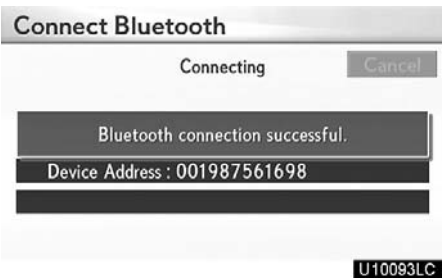 Connect Bluetooth
Connecting
Cancel
Bluetooth connection successful.
Device Address : 001987561698
U10093LC